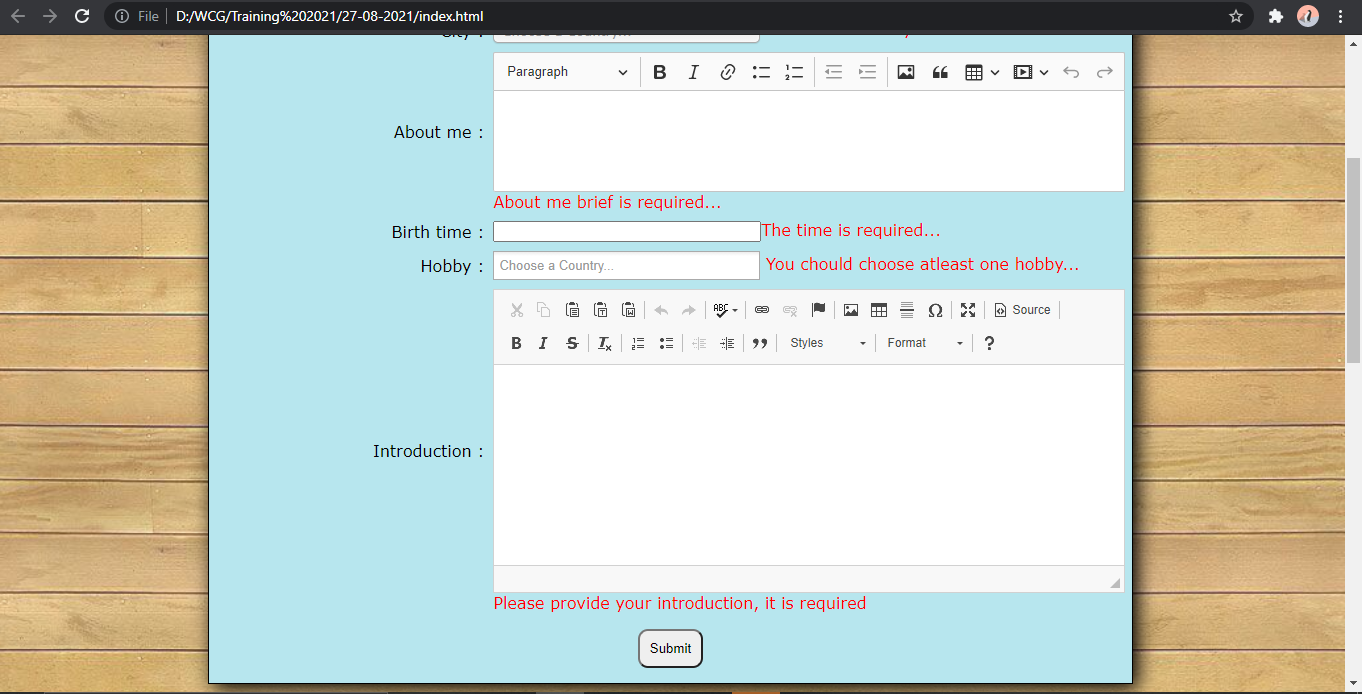 File D:/WCG/Training%202021/27-08-2021/index.html
City :
Paragraph
About me :
About me brief is required...
Birth time : The time is required...
Hobby : Choose a Country... You chould choose atleast one hobby...
ABC Source
Styles Format ?
Introduction :
Please provide your introduction, it is required
Submit